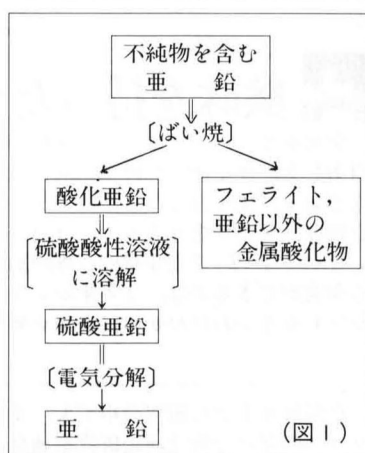 不純物を含む
亜　　鉛
〔ばい焼〕
酸化亜鉛
フェライト，
亜鉛以外の
金属酸化物
〔硫酸酸性溶液
に溶解〕
硫酸亜鉛
〔電気分解〕
亜　　鉛
（図１）